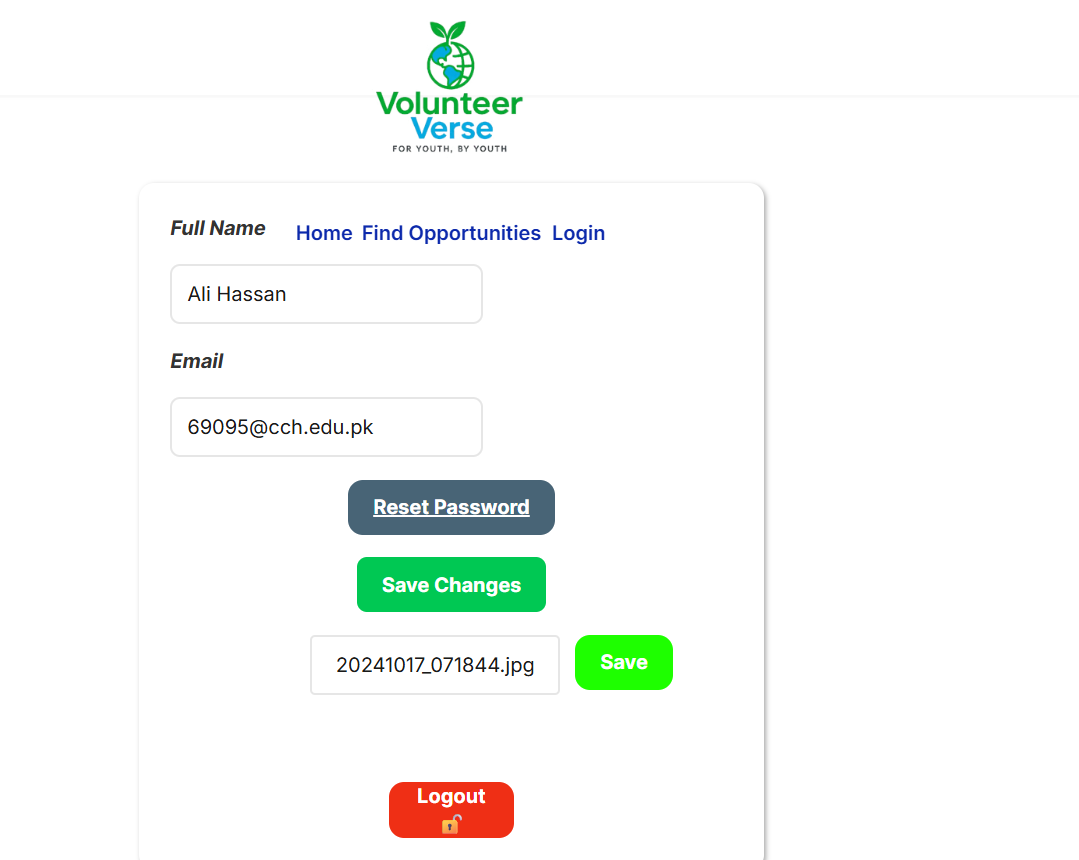 Volunteer
Verse
FOR YOUTH, BY YOUTH
Full Name
Home Find Opportunities Login
Ali Hassan
Email
69095@cch.edu.pk
Reset Password
Save Changes
20241017_071844.jpg
Save
Logout